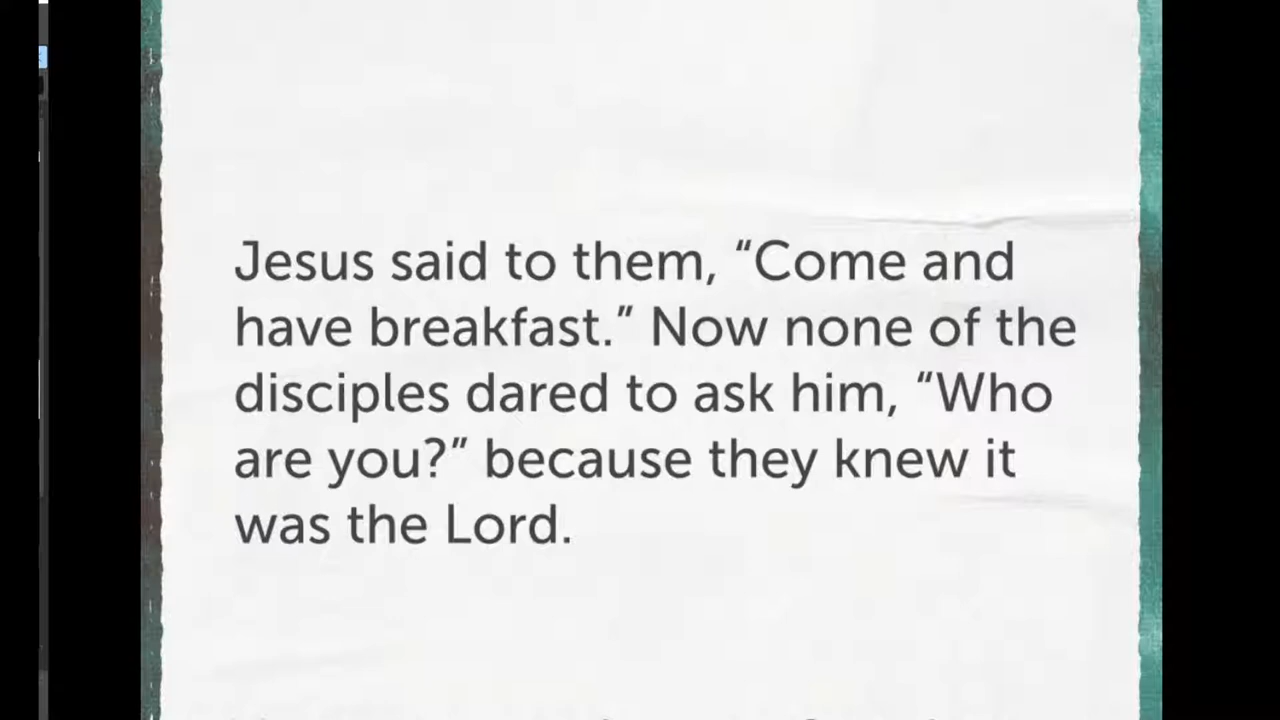 Jesus said to them, “Come and
have breakfast.” Now none of the
disciples dared to ask him, “Who
are you?” because they knew it
was the Lord.